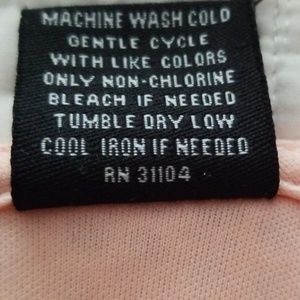 MACHINE WASH COLD
GENTLE CYCLE
WITH LIKE COLORS
ONLY NON-CHLORINE
BLEACH IF NEEDED
TUMBLE DRY LOW
COOL IRON IF NEEDED
RN 31104